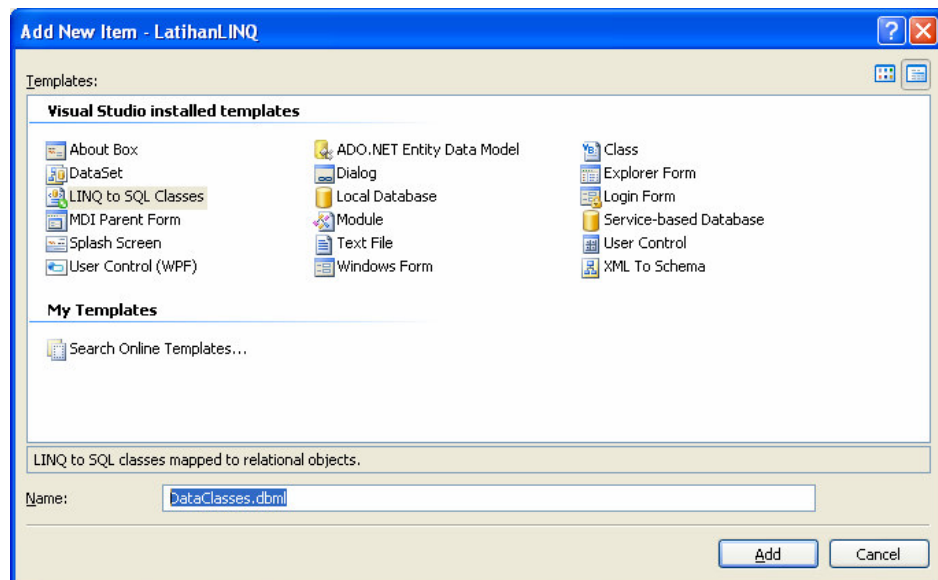 Add New Item - LatihanLINQ
Templates:
Visual Studio installed templates
About Box ADO.NET Entity Data Model Class
DataSet Dialog Explorer Form
LINQ to SQL Classes Local Database Login Form
MDI Parent Form Module Service-based Database
Splash Screen Text File User Control
User Control (WPF) Windows Form XML To Schema
My Templates
Search Online Templates...
LINQ to SQL classes mapped to relational objects.
Name: DataClasses.dbml
Add Cancel